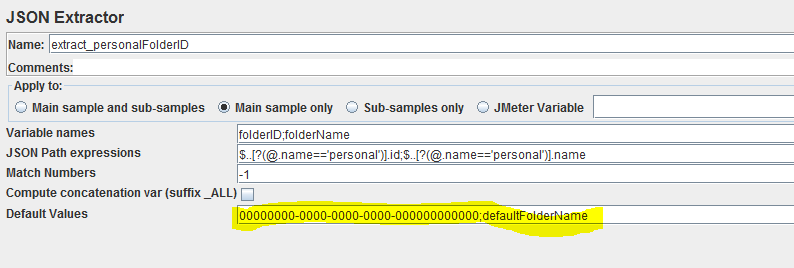 JSON Extractor
Name: extract_personalFolderID
Comments:
Apply to:
Main sample and sub-samples Main sample only Sub-samples only JMeter Variable
Variable names folderID;folderName
JSON Path expressions $..[?(@.name=='personal')].id;$..[?(@.name=='personal')].name
Match Numbers -1
Compute concatenation var (suffix _ALL)
Default Values 00000000-0000-0000-0000-000000000000;defaultFolderName